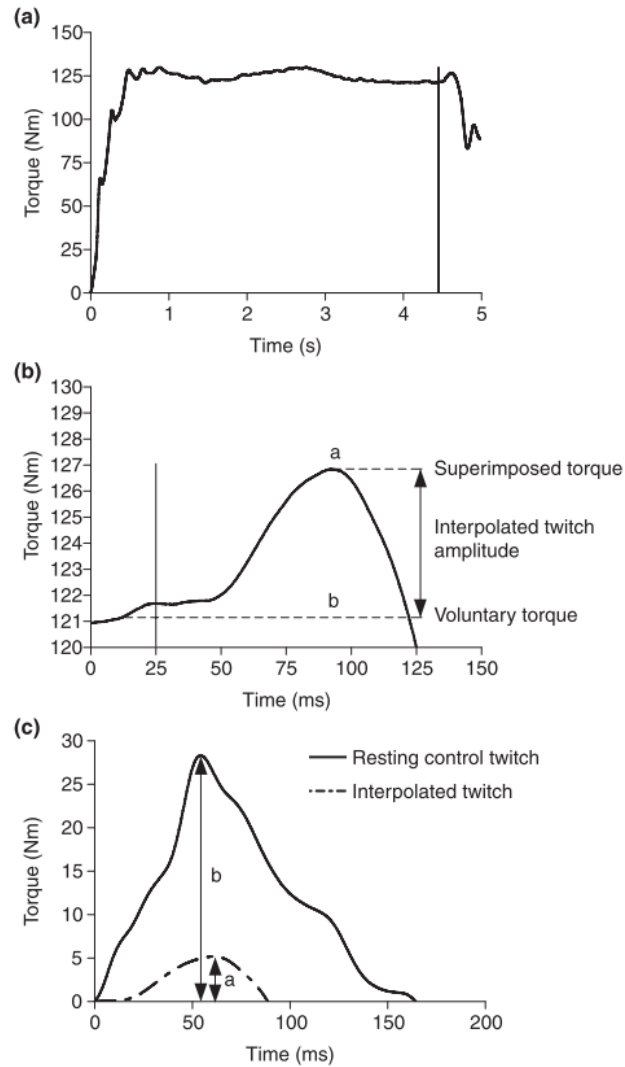 (a)
150
125
100
75
50
25
0
Torque (Nm)
0 1 2 3 4 5
Time (s)
(b)
130
129
128
127
126
125
124
123
122
121
120
Torque (Nm)
a
b
Superimposed torque
Interpolated twitch
amplitude
Voluntary torque
0 25 50 75 100 125 150
Time (ms)
(c)
30
25
20
15
10
5
0
Torque (Nm)
Resting control twitch
Interpolated twitch
b
a
0 50 100 150 200
Time (ms)